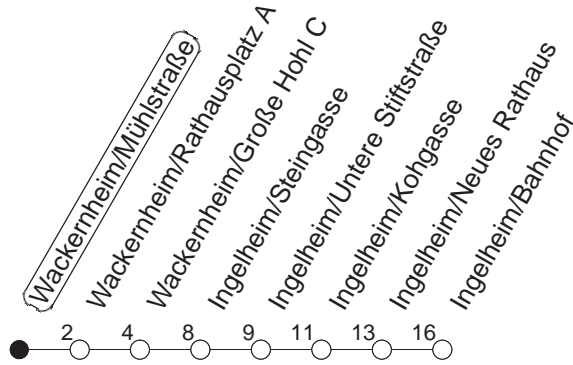 Wackernheim/Mühlstraße
Wackernheim/Rathausplatz A
Wackernheim/Große Hohl C
Ingelheim/Steingasse
Ingelheim/Untere Stiftstraße
Ingelheim/Kohgasse
Ingelheim/Neues Rathaus
Ingelheim/Bahnhof
2 4 8 9 11 13 16